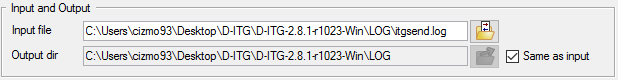 Input and Output
Input file C:\Users\cizmo93\Desktop\D-ITG\D-ITG-2.8.1-r1023-Win\LOG\itgsend.log
Output dir C:\Users\cizmo93\Desktop\D-ITG\D-ITG-2.8.1-r1023-Win\LOG Same as input